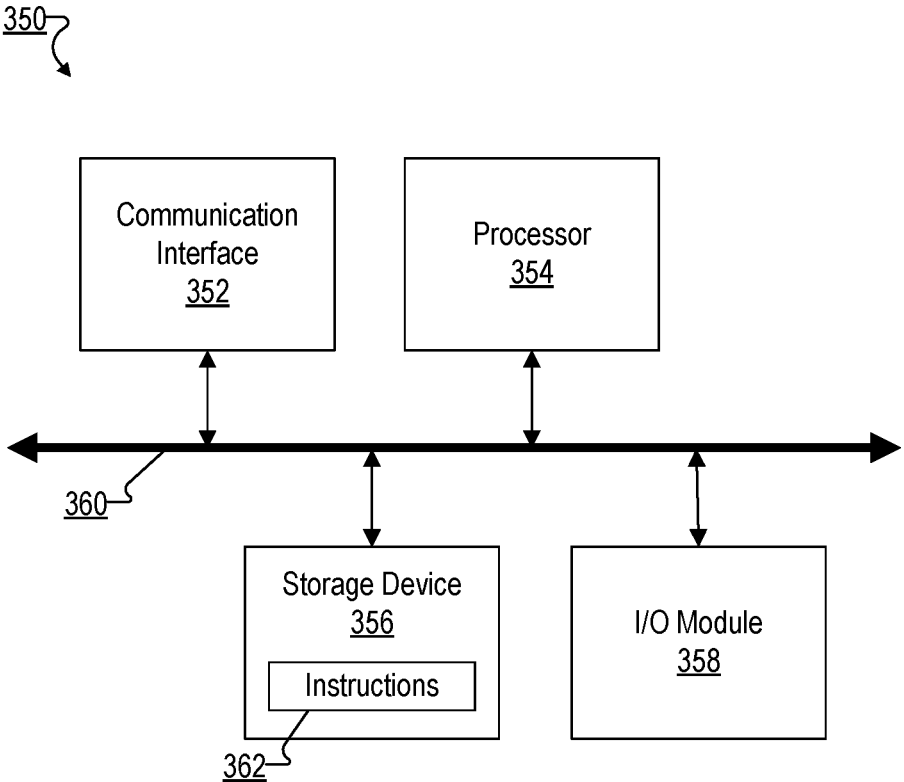 350
Communication
Interface
352
Processor
354
360
Storage Device
356
Instructions
362
I/O Module
358